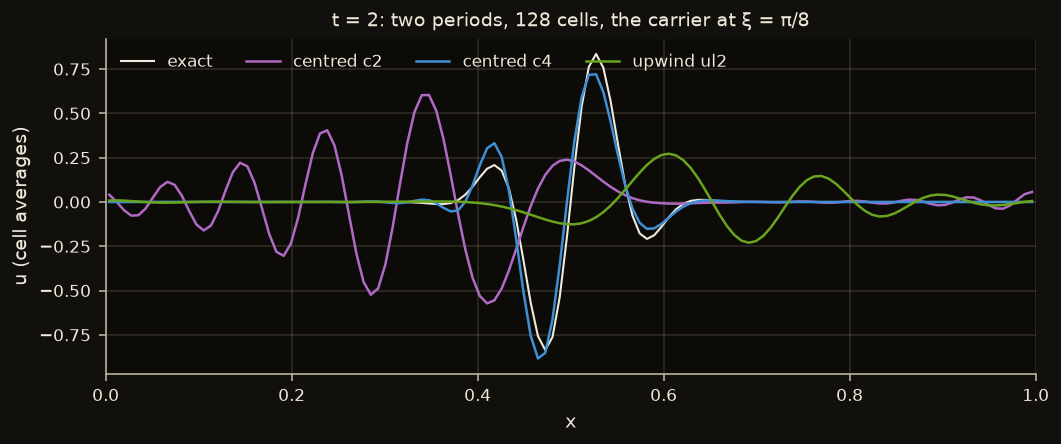 t = 2: two periods, 128 cells, the carrier at ξ = π/8
exact
centred c2
centred c4
upwind ul2
u (cell averages)
0.75
0.50
0.25
0.00
−0.25
−0.50
−0.75
0.0
0.2
0.4
0.6
0.8
1.0
x